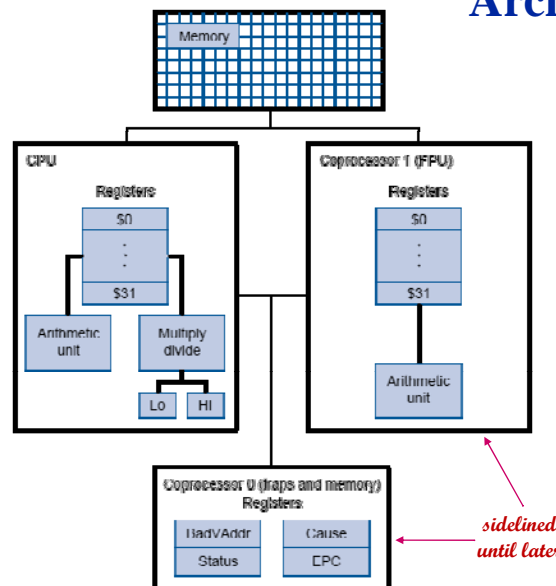 Arch
Memory
CPU
Registers
$0
$31
Arithmetic
unit
Multiply
divide
Lo
Hi
Coprocessor 1 (FPU)
Registers
$0
$31
Arithmetic
unit
Coprocessor 0 (traps and memory)
Registers
BadVAddr
Cause
Status
EPC
sidelined
until later